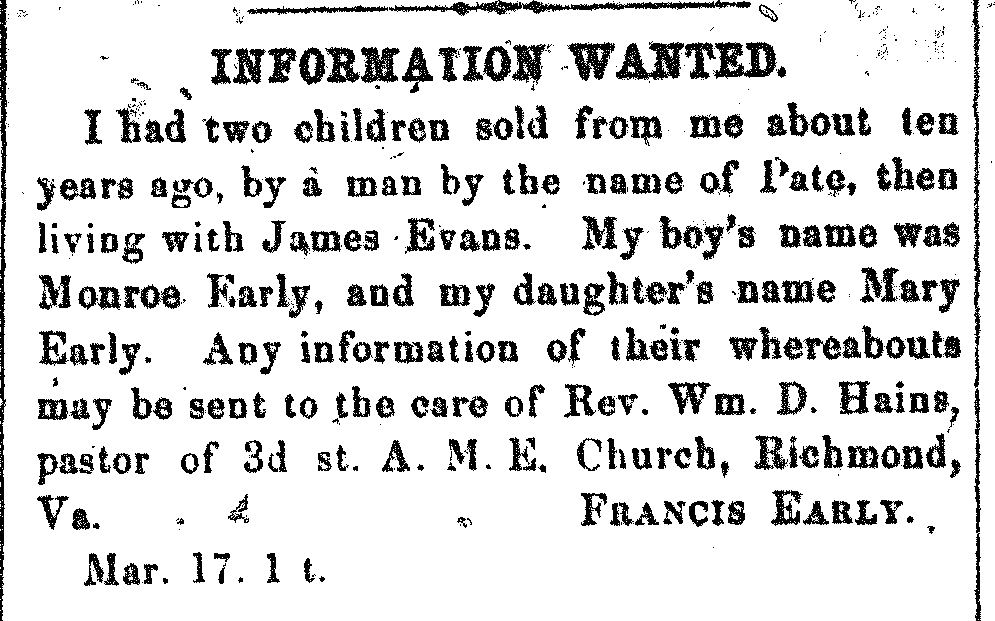 INFORMATION WANTED.
I had two children sold from me about ten
years ago, by a man by the name of Pate, then
living with James Evans. My boy's name was
Monroe Early, and my daughter's name Mary
Early. Any information of their whereabouts
may be sent to the care of Rev. Wm. D. Hains,
pastor of 3d st. A. M. E. Church, Richmond,
Va. FRANCIS EARLY.
Mar. 17. 1 t.